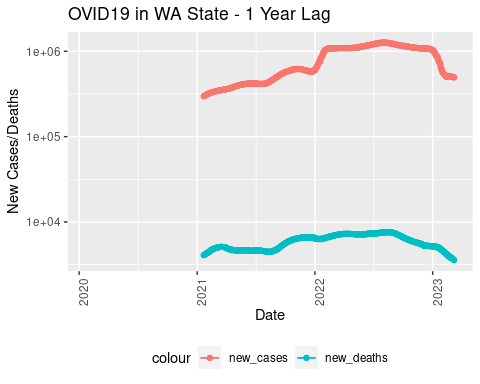 OVID19 in WA State - 1 Year Lag
New Cases/Deaths
1e+06
1e+05
1e+04
2020
2021
2022
2023
Date
colour
new_cases
new_deaths